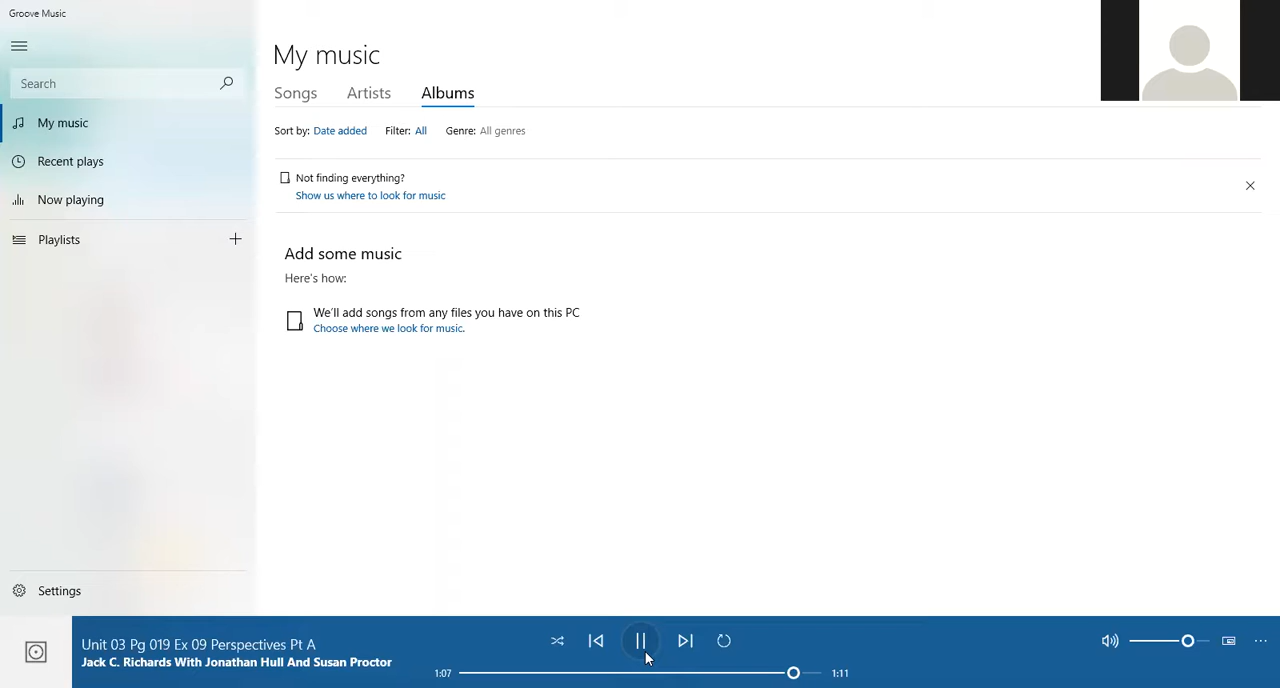 Groove Music
Search
My music
Recent plays
Now playing
Playlists
Settings
My music
Songs Artists Albums
Sort by: Date added Filter: All Genre: All genres
Not finding everything?
Show us where to look for music
Add some music
Here's how:
We'll add songs from any files you have on this PC
Choose where we look for music.
Unit 03 Pg 019 Ex 09 Perspectives Pt A
Jack C. Richards With Jonathan Hull And Susan Proctor
1:07 1:11